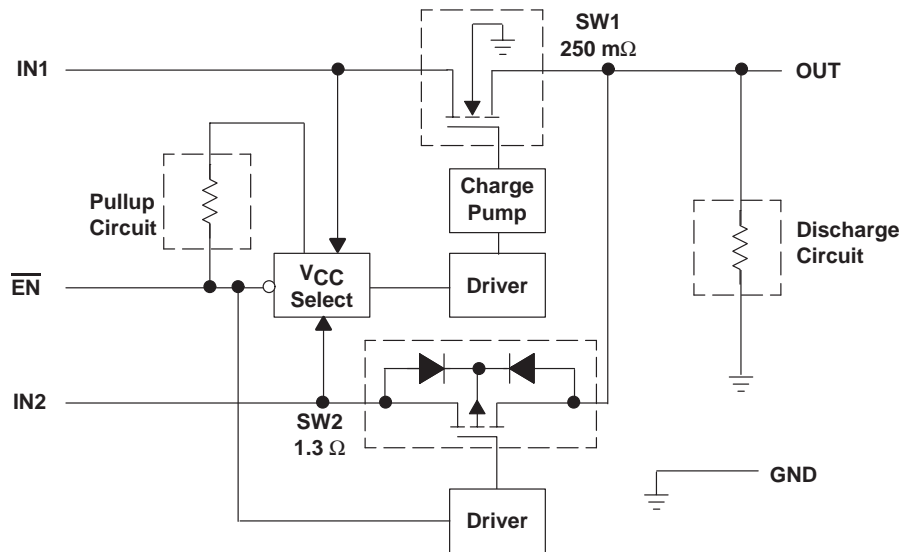 SW1
250 mΩ
IN1
OUT
Pullup
Circuit
Charge
Pump
Discharge
Circuit
VCC
Select
Driver
EN
IN2
SW2
1.3 Ω
GND
Driver